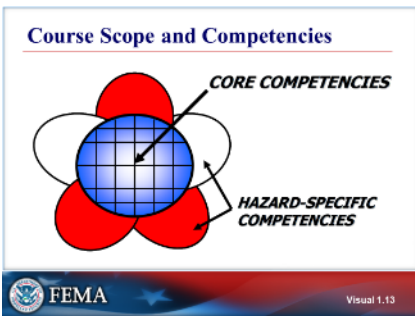 Course Scope and Competencies
CORE COMPETENCIES
HAZARD-SPECIFIC
COMPETENCIES
FEMA
Visual 1.13